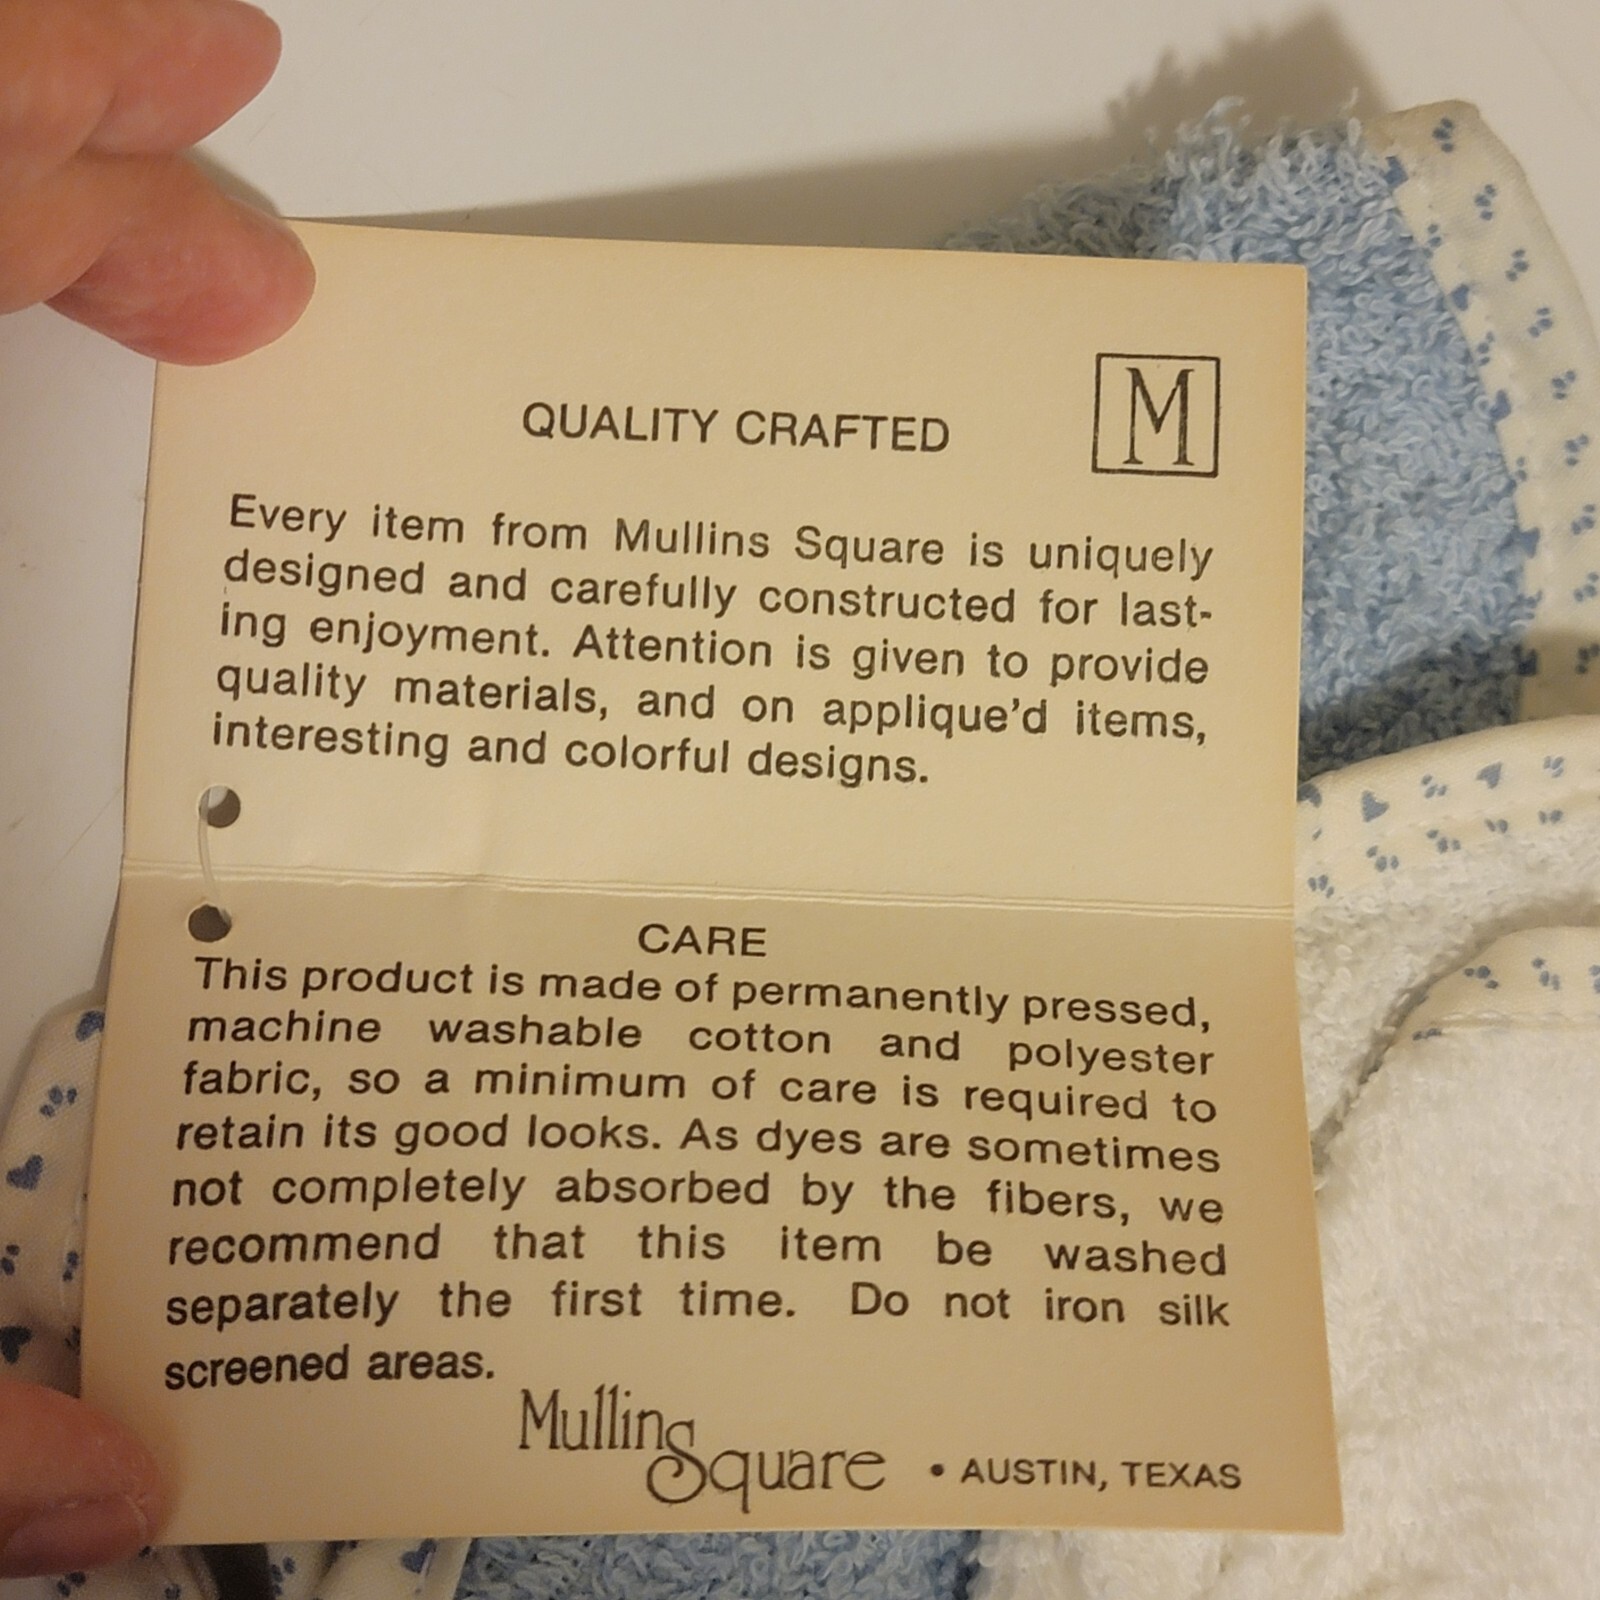 M
QUALITY CRAFTED
Every item from Mullins Square is uniquely
designed and carefully constructed for last-
ing enjoyment. Attention is given to provide
quality materials, and on applique'd items,
interesting and colorful designs.
CARE
This product is made of permanently pressed,
machine washable cotton and polyester
fabric, so a minimum of care is required to
retain its good looks. As dyes are sometimes
not completely absorbed by the fibers, we
recommend that this item be washed
separately the first time. Do not iron silk
screened areas.
Mullins
Square • AUSTIN, TEXAS